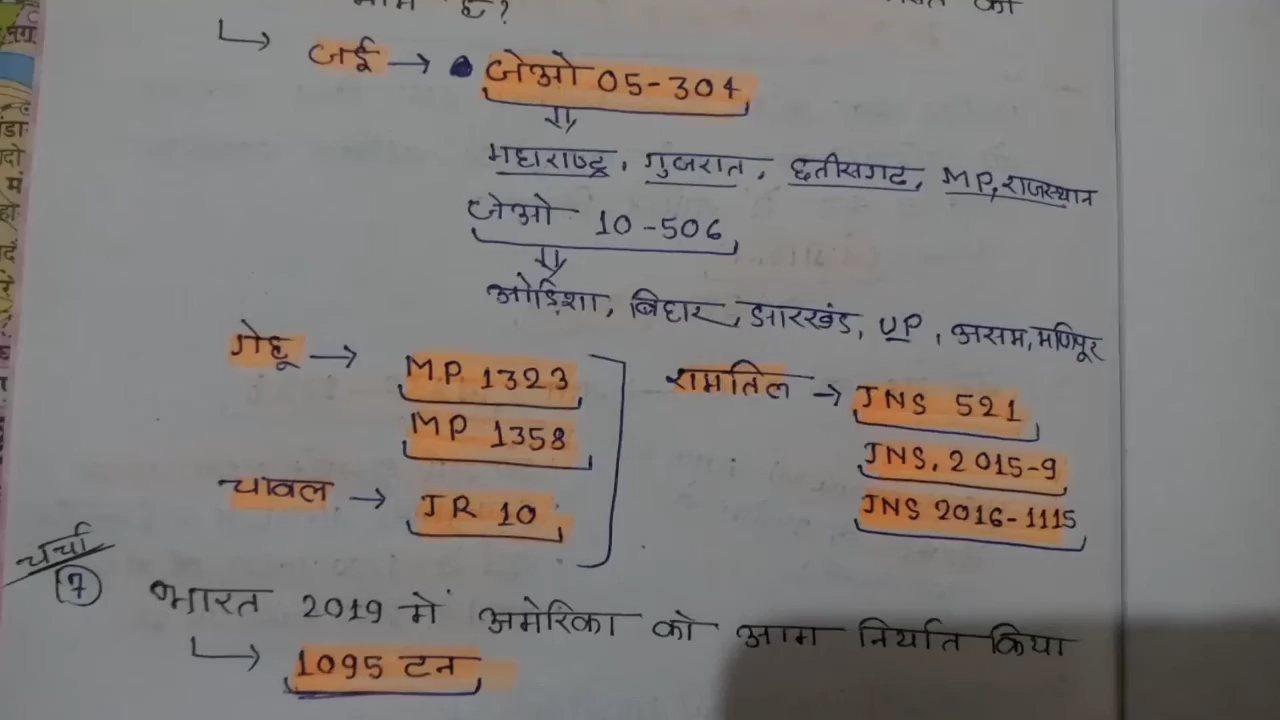 नाम है?
जई → जेओ 05-304
महाराष्ट्र, गुजरात, छतीसगढ, MP, राजस्थान
जेओ 10-506
ओड़िशा, बिहार, झारखंड, UP, असम, मणिपूर
गेहू → MP 1323
MP 1358
चावल → JR 10
रामतिल → JNS 521
JNS. 2015-9
JNS 2016-1115
चर्चा
7 भारत 2019 में अमेरिका को आम निर्यात किया
1095 टन